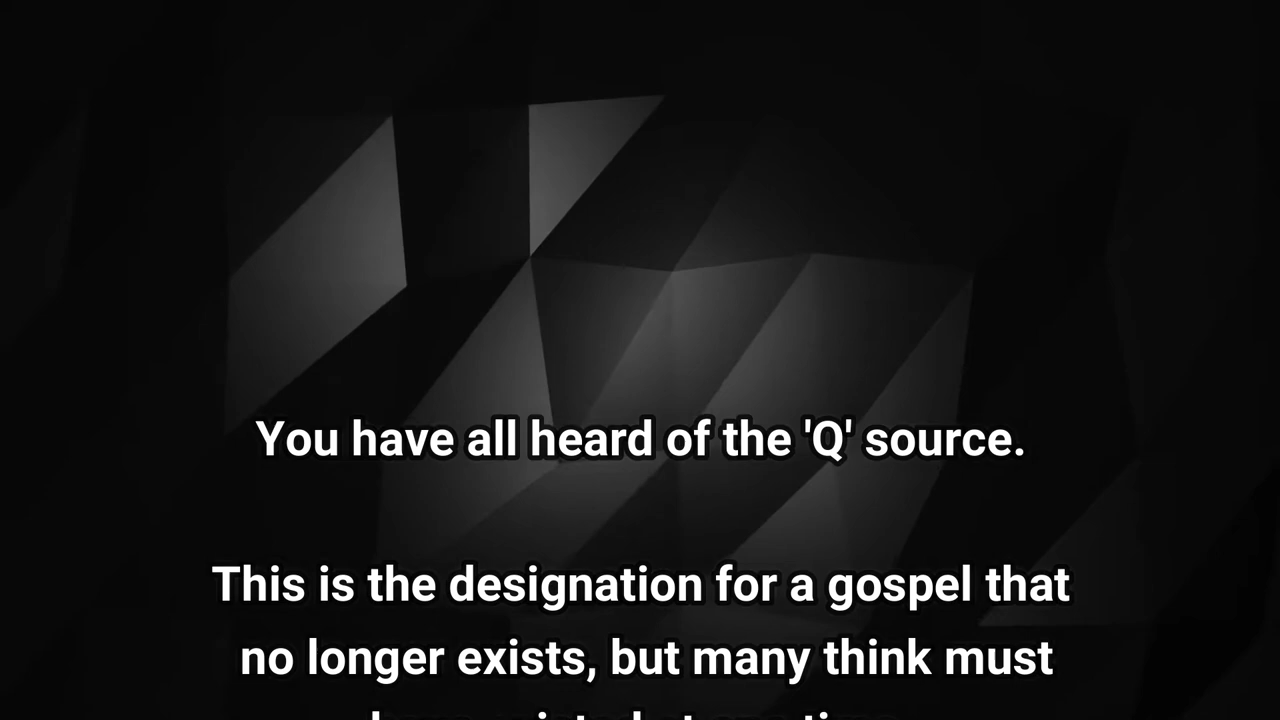 You have all heard of the 'Q' source.
This is the designation for a gospel that
no longer exists, but many think must